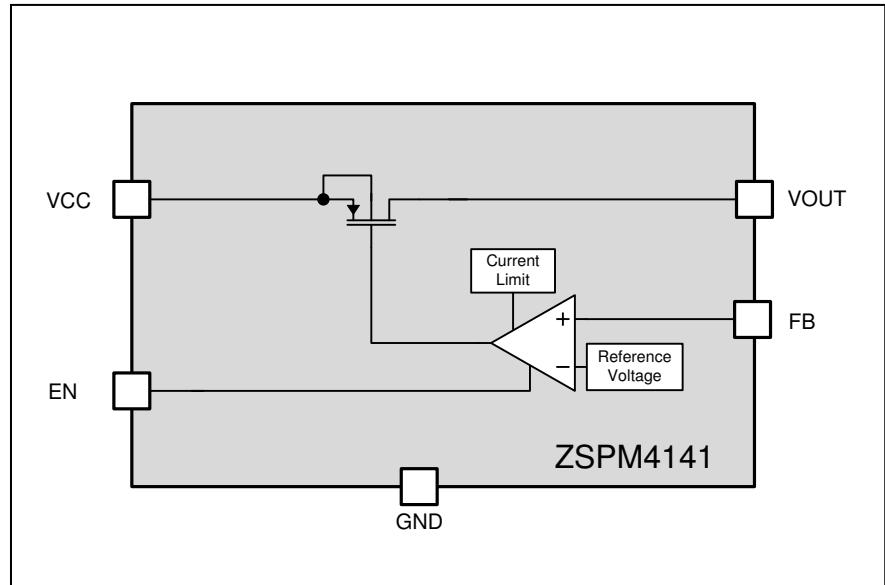 VCC
VOUT
Current
Limit
+
FB
−
Reference
Voltage
EN
ZSPM4141
GND